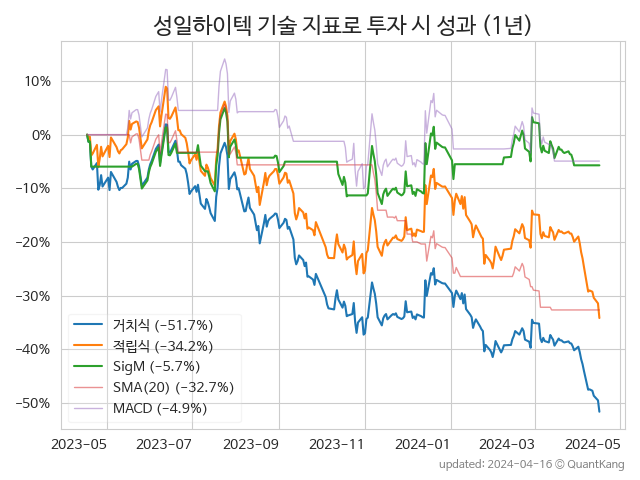 성일하이텍 기술 지표로 투자 시 성과 (1년)
10%
0%
−10%
−20%
−30%
−40%
−50%
거치식 (−51.7%)
적립식 (−34.2%)
SigM (−5.7%)
SMA(20) (−32.7%)
MACD (−4.9%)
2023-05 2023-07 2023-09 2023-11 2024-01 2024-03 2024-05
updated: 2024-04-16 © QuantKang